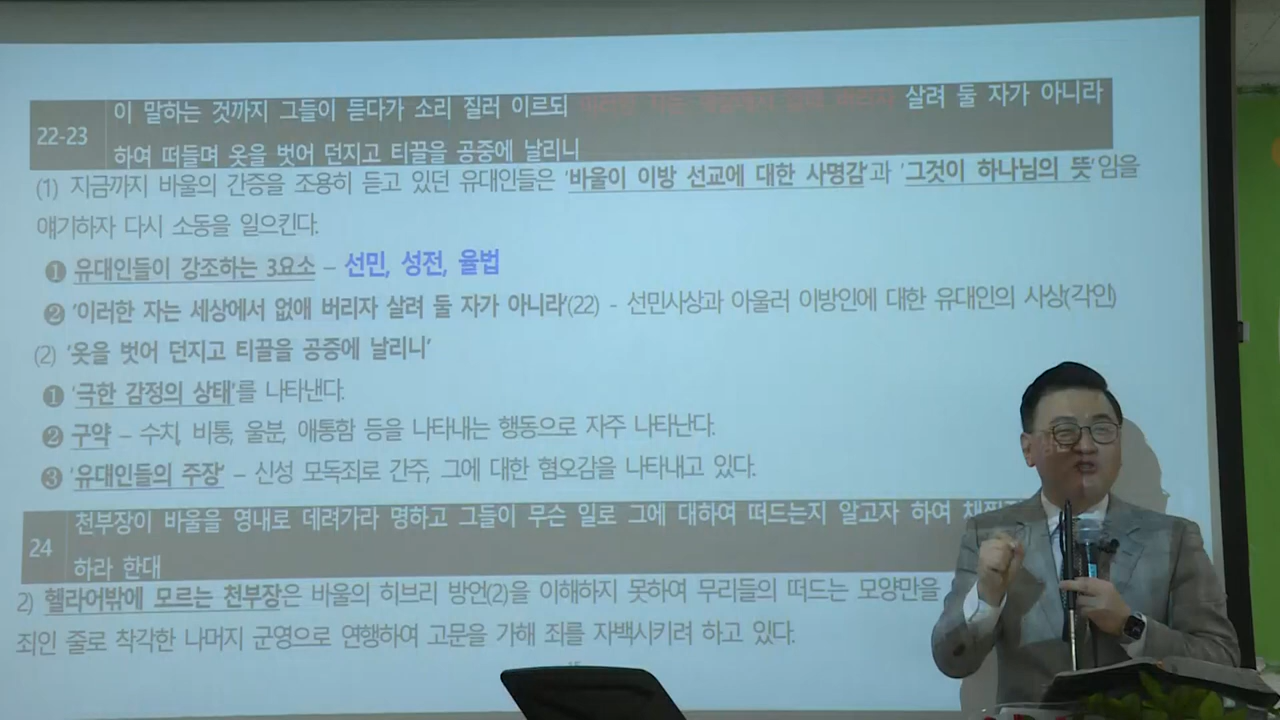 22-23
이 말하는 것까지 그들이 듣다가 소리 질러 이르되 살려 둘 자가 아니라
하여 떠들며 옷을 벗어 던지고 티끌을 공중에 날리니
(1) 지금까지 바울의 간증을 조용히 듣고 있던 유대인들은 '바울이 이방 선교에 대한 사명감'과 '그것이 하나님의 뜻'임을
얘기하자 다시 소동을 일으킨다.
❶ 유대인들이 강조하는 3요소 – 선민, 성전, 율법
❷ '이러한 자는 세상에서 없애 버리자 살려 둘 자가 아니라'(22) - 선민사상과 아울러 이방인에 대한 유대인의 사상(각인)
(2) '옷을 벗어 던지고 티끌을 공중에 날리니'
❶ '극한 감정의 상태'를 나타낸다.
❷ 구약 – 수치, 비통, 울분, 애통함 등을 나타내는 행동으로 자주 나타난다.
❸ '유대인들의 주장' – 신성 모독죄로 간주, 그에 대한 혐오감을 나타내고 있다.
24
천부장이 바울을 영내로 데려가라 명하고 그들이 무슨 일로 그에 대하여 떠드는지 알고자 하여
하라 한대
2) 헬라어밖에 모르는 천부장은 바울의 히브리 방언(2)을 이해하지 못하여 무리들의 떠드는 모양만을
죄인 줄로 착각한 나머지 군영으로 연행하여 고문을 가해 죄를 자백시키려 하고 있다.
15